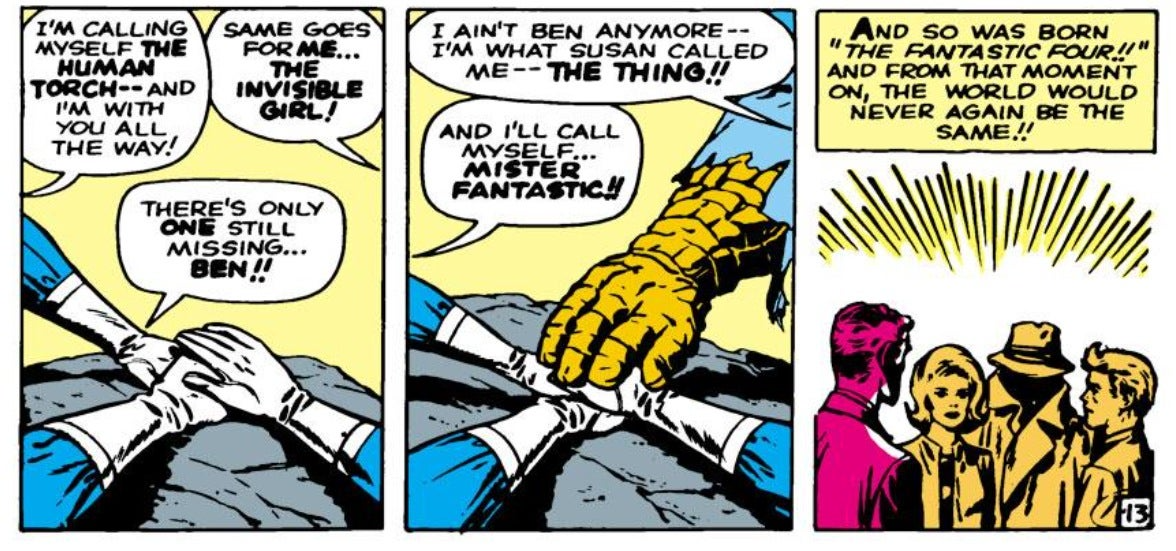 I'M CALLING
MYSELF THE
HUMAN
TORCH--AND
I'M WITH
YOU ALL
THE WAY!
SAME GOES
FOR ME...
THE
INVISIBLE
GIRL!
THERE'S ONLY
ONE STILL
MISSING...
BEN!!
I AIN'T BEN ANYMORE--
I'M WHAT SUSAN CALLED
ME--THE THING!!
AND I'LL CALL
MYSELF...
MISTER
FANTASTIC!!
AND SO WAS BORN
"THE FANTASTIC FOUR!!"
AND FROM THAT MOMENT
ON, THE WORLD WOULD
NEVER AGAIN BE THE
SAME!!
13